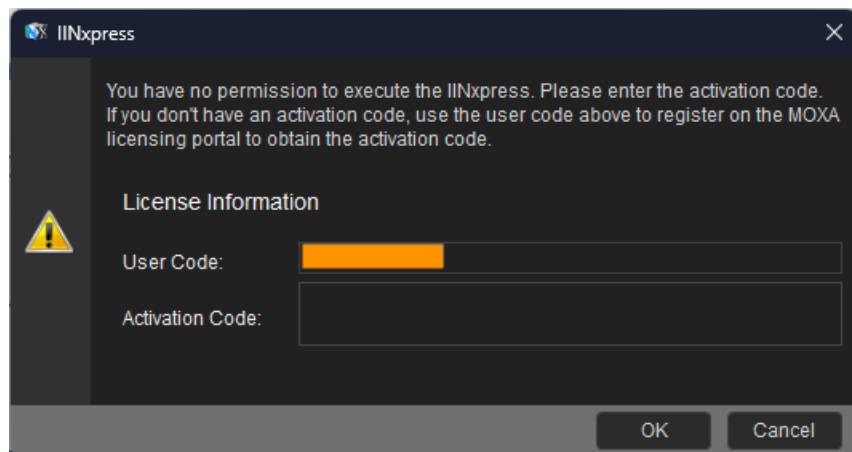 IINxpress
You have no permission to execute the IINxpress. Please enter the activation code.
If you don't have an activation code, use the user code above to register on the MOXA
licensing portal to obtain the activation code.
License Information
User Code:
Activation Code:
OK Cancel